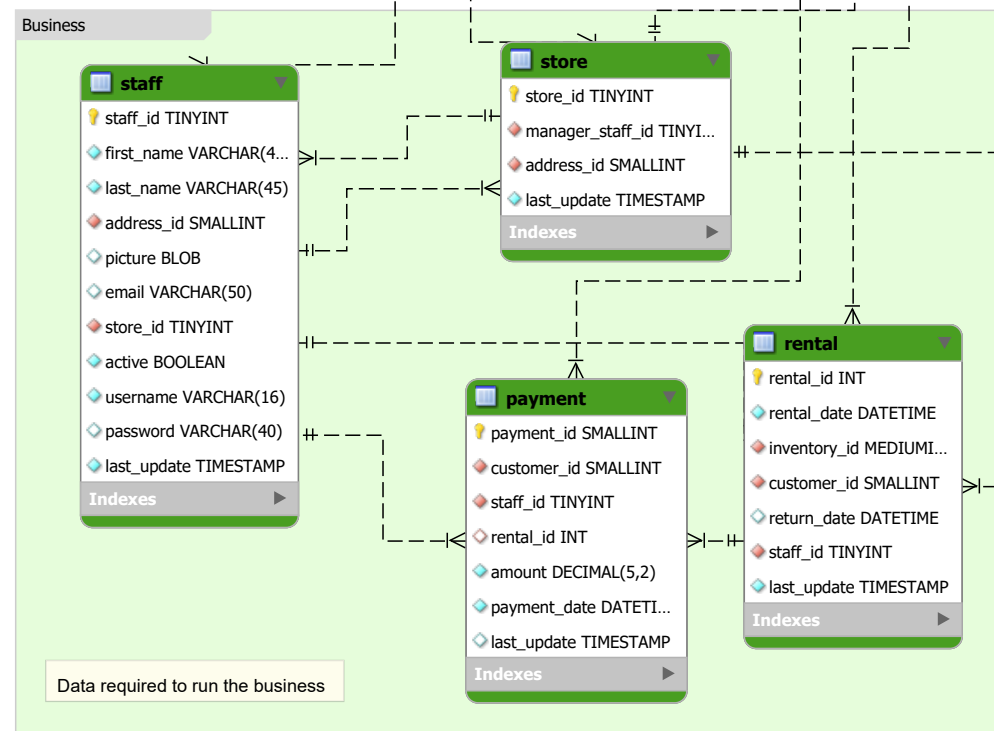 Business
staff
staff_id TINYINT
first_name VARCHAR(4...
last_name VARCHAR(45)
address_id SMALLINT
picture BLOB
email VARCHAR(50)
store_id TINYINT
active BOOLEAN
username VARCHAR(16)
password VARCHAR(40)
last_update TIMESTAMP
Indexes
store
store_id TINYINT
manager_staff_id TINYI...
address_id SMALLINT
last_update TIMESTAMP
Indexes
payment
payment_id SMALLINT
customer_id SMALLINT
staff_id TINYINT
rental_id INT
amount DECIMAL(5,2)
payment_date DATETI...
last_update TIMESTAMP
Indexes
rental
rental_id INT
rental_date DATETIME
inventory_id MEDIUMI...
customer_id SMALLINT
return_date DATETIME
staff_id TINYINT
last_update TIMESTAMP
Indexes
Data required to run the business